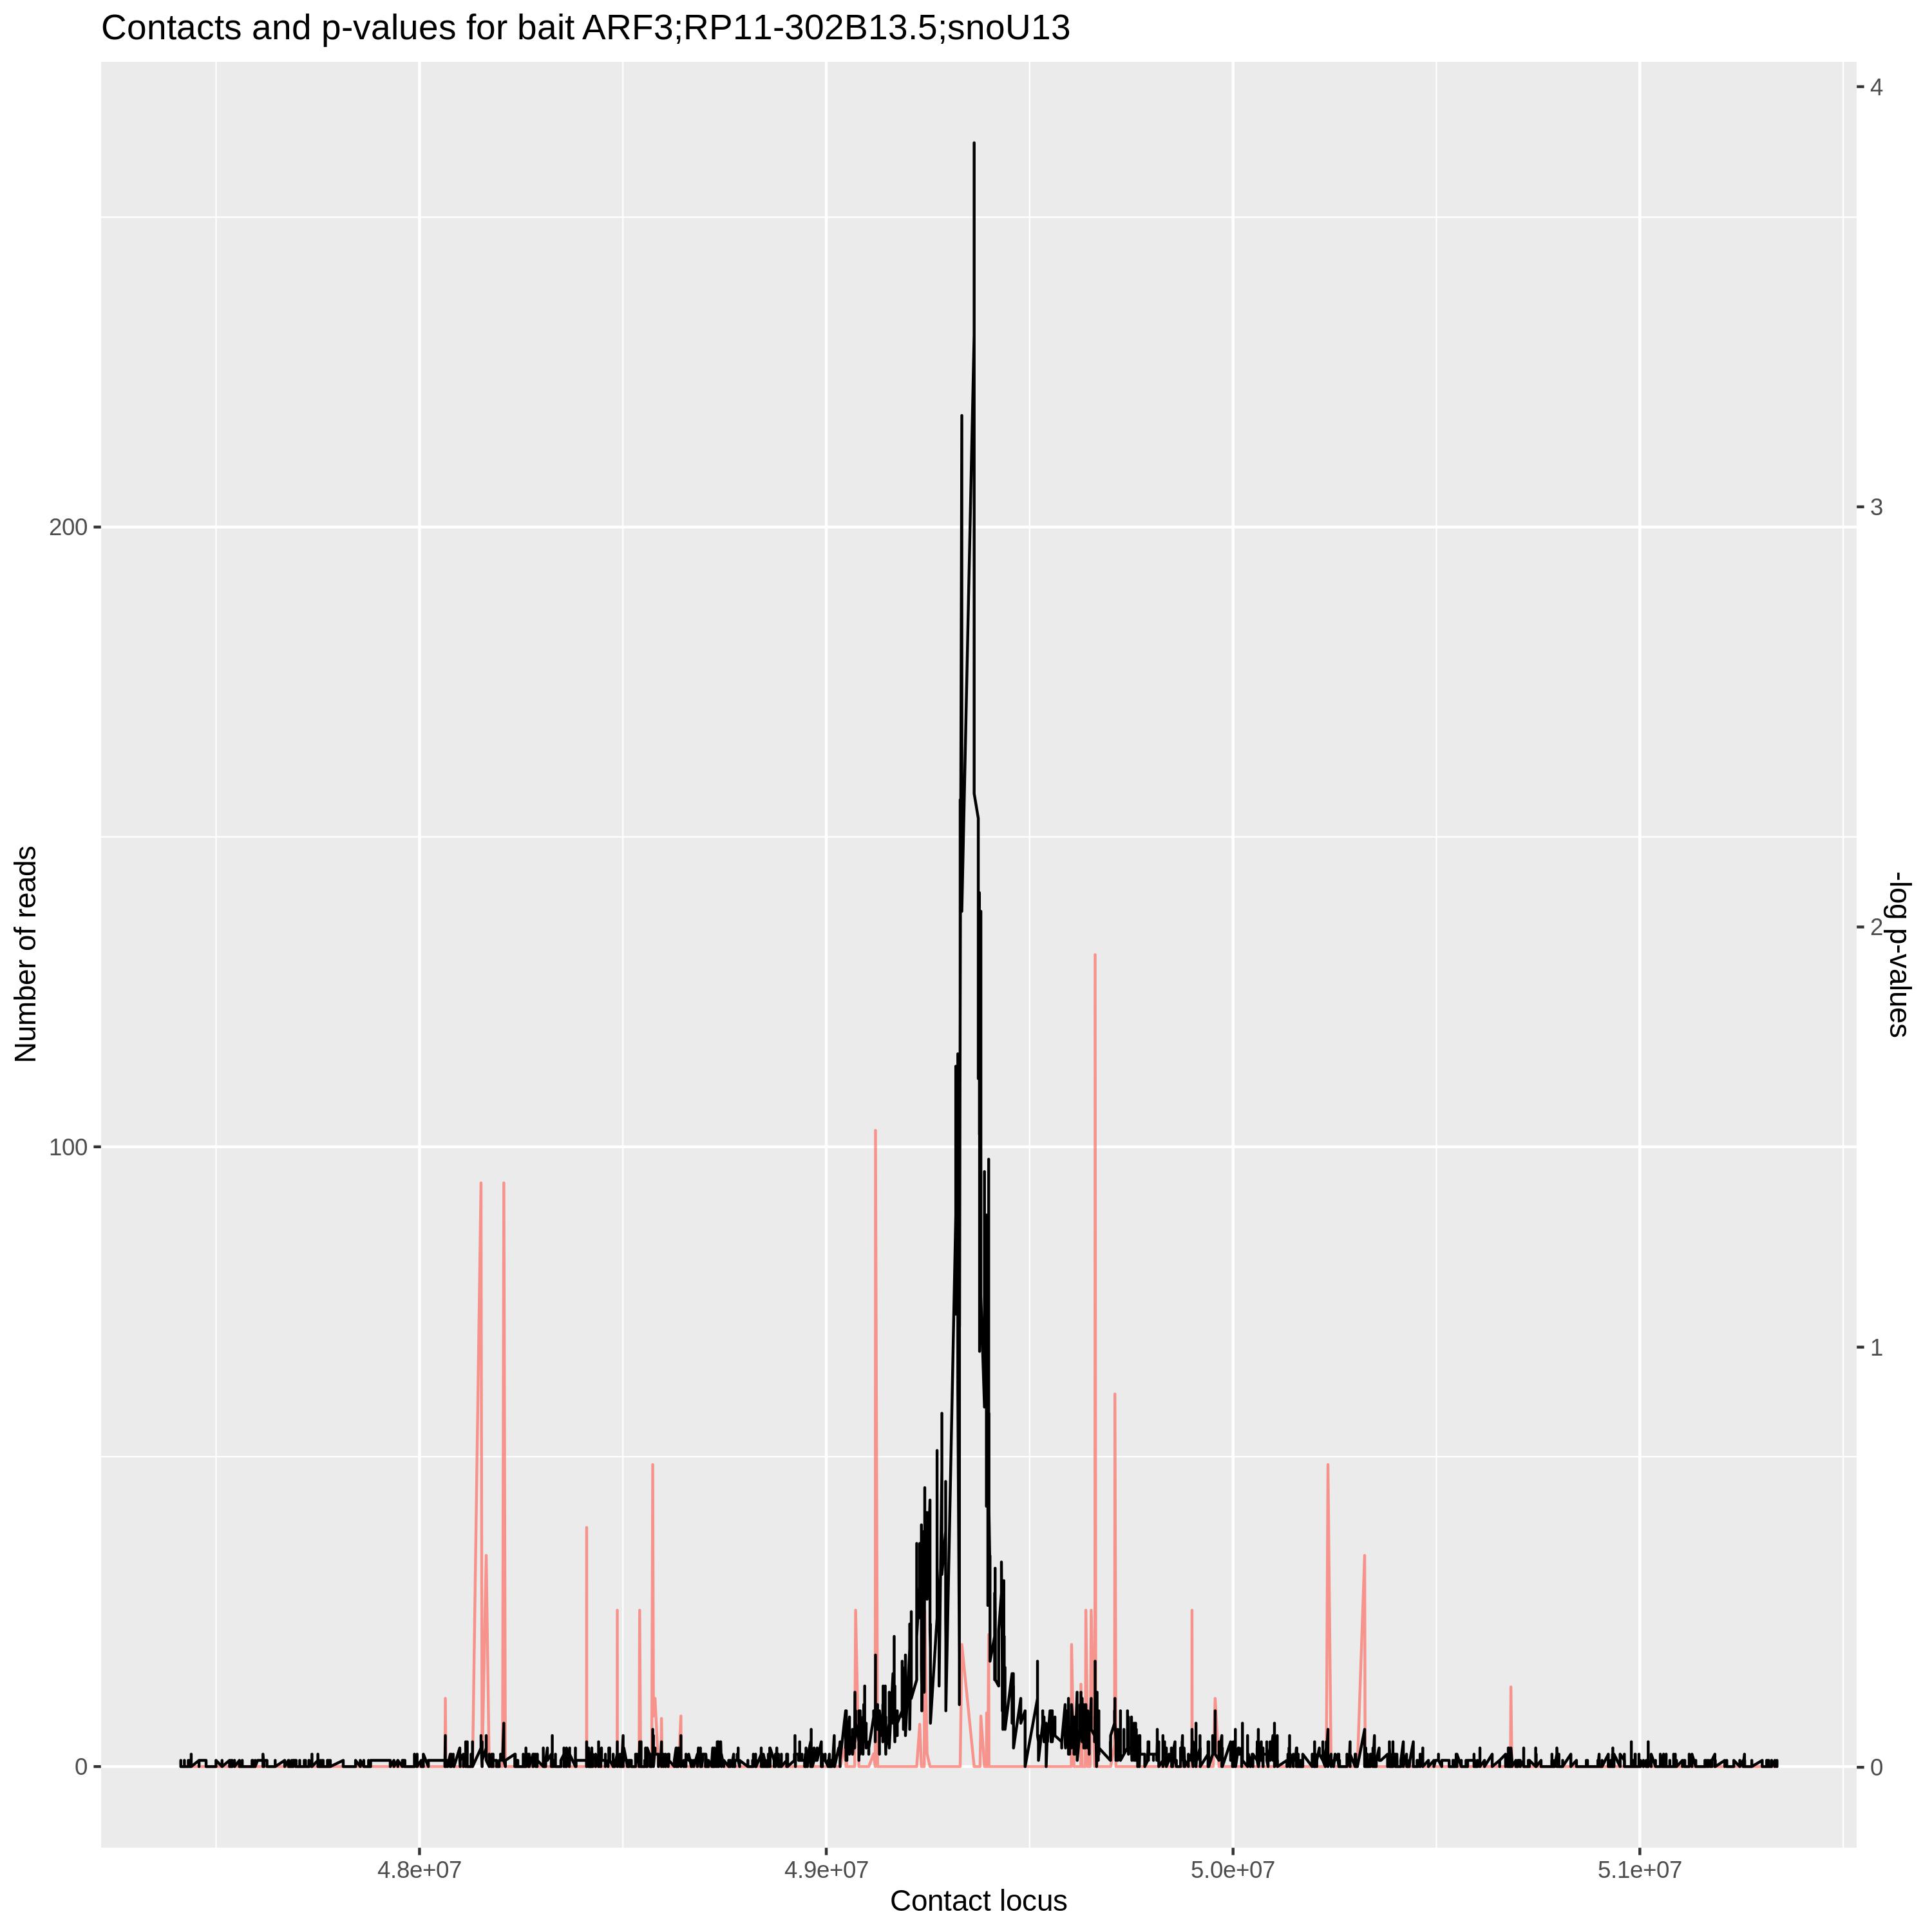 Contacts and p-values for bait ARF3;RP11-302B13.5;snoU13
4
200
3
Number of reads
-log p-values
2
100
1
0
0
4.8e+07
4.9e+07
5.0e+07
5.1e+07
Contact locus